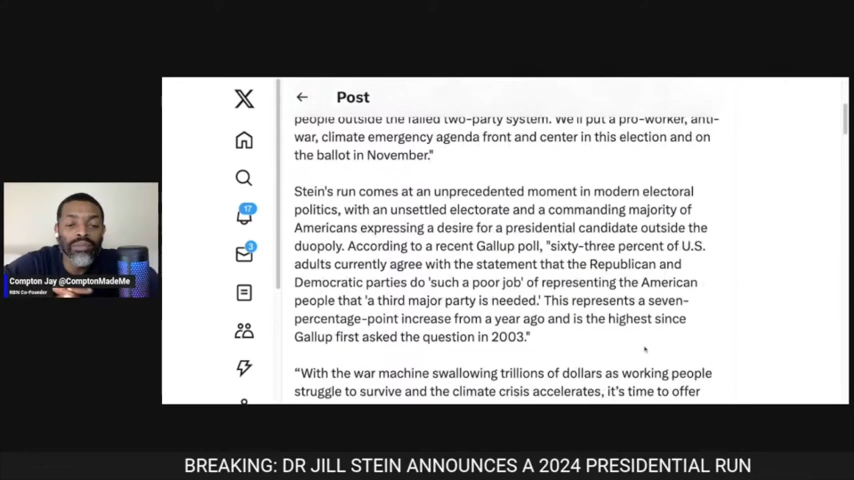 Post
people outside the failed two-party system. We'll put a pro-worker, anti-
war, climate emergency agenda front and center in this election and on
the ballot in November."
Stein's run comes at an unprecedented moment in modern electoral
politics, with an unsettled electorate and a commanding majority of
Americans expressing a desire for a presidential candidate outside the
duopoly. According to a recent Gallup poll, "sixty-three percent of U.S.
adults currently agree with the statement that the Republican and
Democratic parties do 'such a poor job' of representing the American
people that 'a third major party is needed.' This represents a seven-
percentage-point increase from a year ago and is the highest since
Gallup first asked the question in 2003."
“With the war machine swallowing trillions of dollars as working people
struggle to survive and the climate crisis accelerates, it’s time to offer
17
3
Compton Jay @ComptonMadeMe
RBN Co-Founder
BREAKING: DR JILL STEIN ANNOUNCES A 2024 PRESIDENTIAL RUN